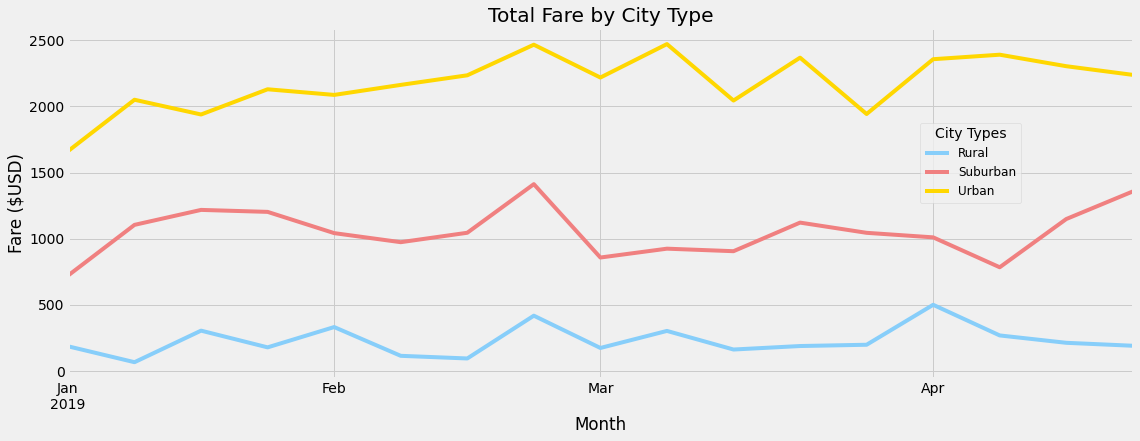 Total Fare by City Type
Fare ($USD)
2500
2000
1500
1000
500
0
City Types
Rural
Suburban
Urban
Jan
2019
Feb
Mar
Apr
Month